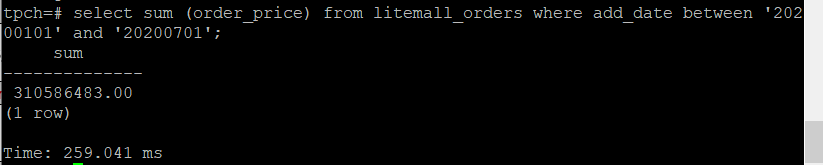 tpch=# select sum (order_price) from litemall_orders where add_date between '202
00101' and '20200701';
     sum
--------------
 310586483.00
(1 row)

Time: 259.041 ms